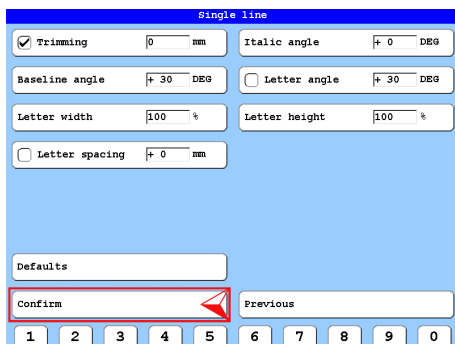 Single line
Trimming 0 mm Italic angle + 0 DEG
Baseline angle + 30 DEG Letter angle + 30 DEG
Letter width 100 % Letter height 100 %
Letter spacing + 0 mm
Defaults
Confirm Previous
1 2 3 4 5 6 7 8 9 0